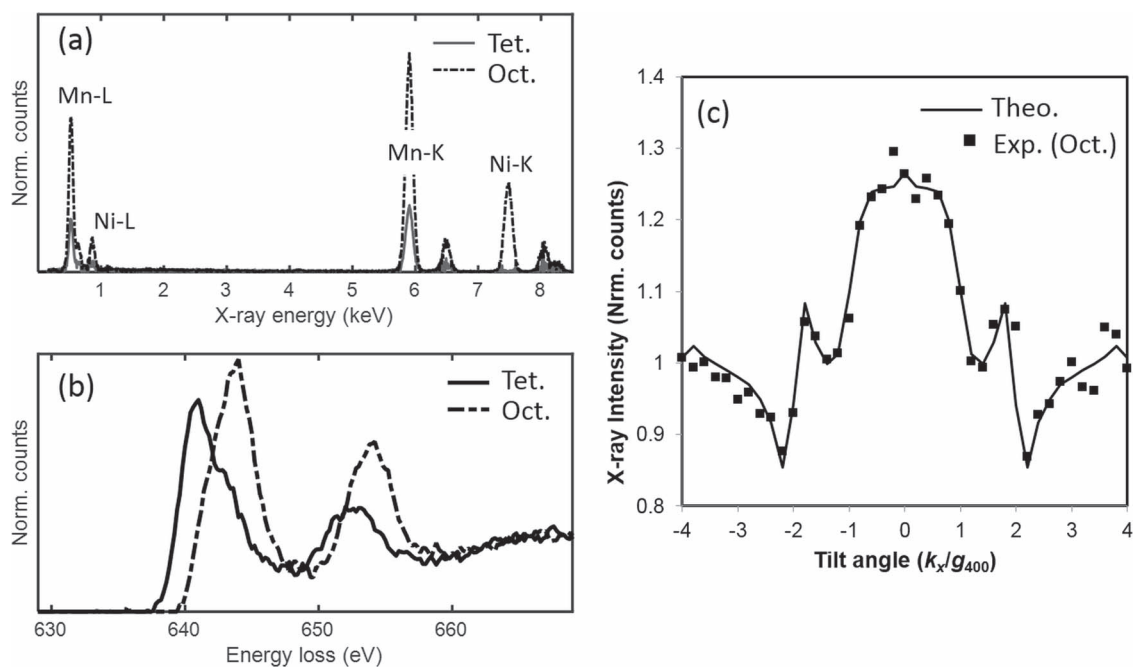 (a)
Tet.
Oct.
Mn-L
Ni-L
Mn-K
Ni-K
Norm. counts
1 2 3 4 5 6 7 8
X-ray energy (keV)
(b)
Tet.
Oct.
Norm. counts
630 640 650 660
Energy loss (eV)
(c)
Theo.
Exp. (Oct.)
X-ray Intensity (Nrm. counts)
1.4
1.3
1.2
1.1
1
0.9
0.8
-4 -3 -2 -1 0 1 2 3 4
Tilt angle (kx/g400)